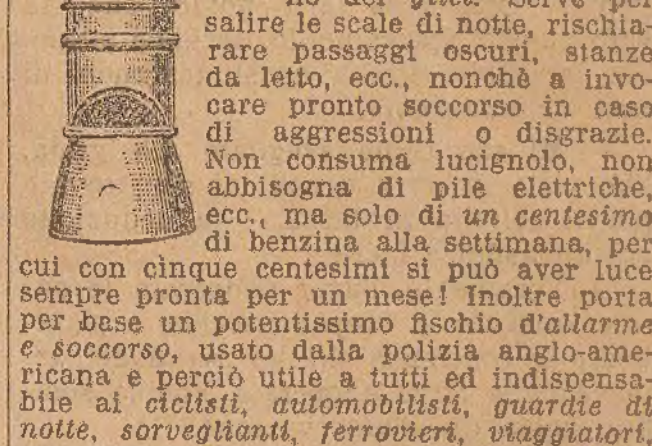 Serve per
salire le scale di notte, rischia-
rare passaggi oscuri, stanze
da letto, ecc., nonchè a invo-
care pronto soccorso in caso
di aggressioni o disgrazie.
Non consuma lucignolo, non
abbisogna di pile elettriche,
ecc., ma solo di un centesimo
di benzina alla settimana, per
cui con cinque centesimi si può aver luce
sempre pronta per un mese! Inoltre porta
per base un potentissimo fischio d'allarme
e soccorso, usato dalla polizia anglo-ame-
ricana e perciò utile a tutti ed indispensa-
bile ai ciclisti, automobilisti, guardie di
notte, sorveglianti, ferrovieri, viaggiatori.